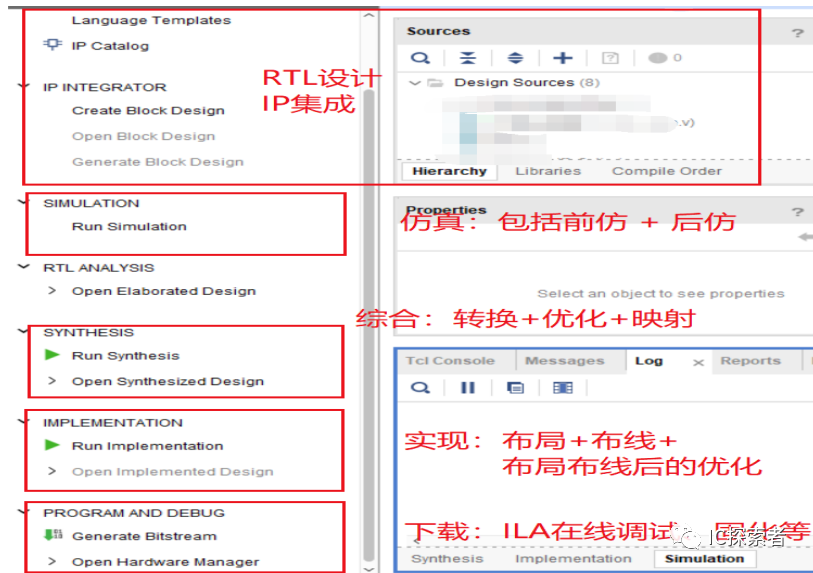 Language Templates
IP Catalog
IP INTEGRATOR
Create Block Design
Open Block Design
Generate Block Design
SIMULATION
Run Simulation
RTL ANALYSIS
Open Elaborated Design
SYNTHESIS
Run Synthesis
Open Synthesized Design
IMPLEMENTATION
Run Implementation
Open Implemented Design
PROGRAM AND DEBUG
Generate Bitstream
Open Hardware Manager
RTL设计
IP集成
Sources
?
? 0
Design Sources (8)
.v)
Hierarchy Libraries Compile Order
Properties
?
仿真：包括前仿 + 后仿
Select an object to see properties
综合：转换+优化+映射
Tcl Console Messages Log × Reports
实现：布局+布线+
布局布线后的优化
下载：ILA在线调试、固化等
IC探索者
Synthesis Implementation Simulation